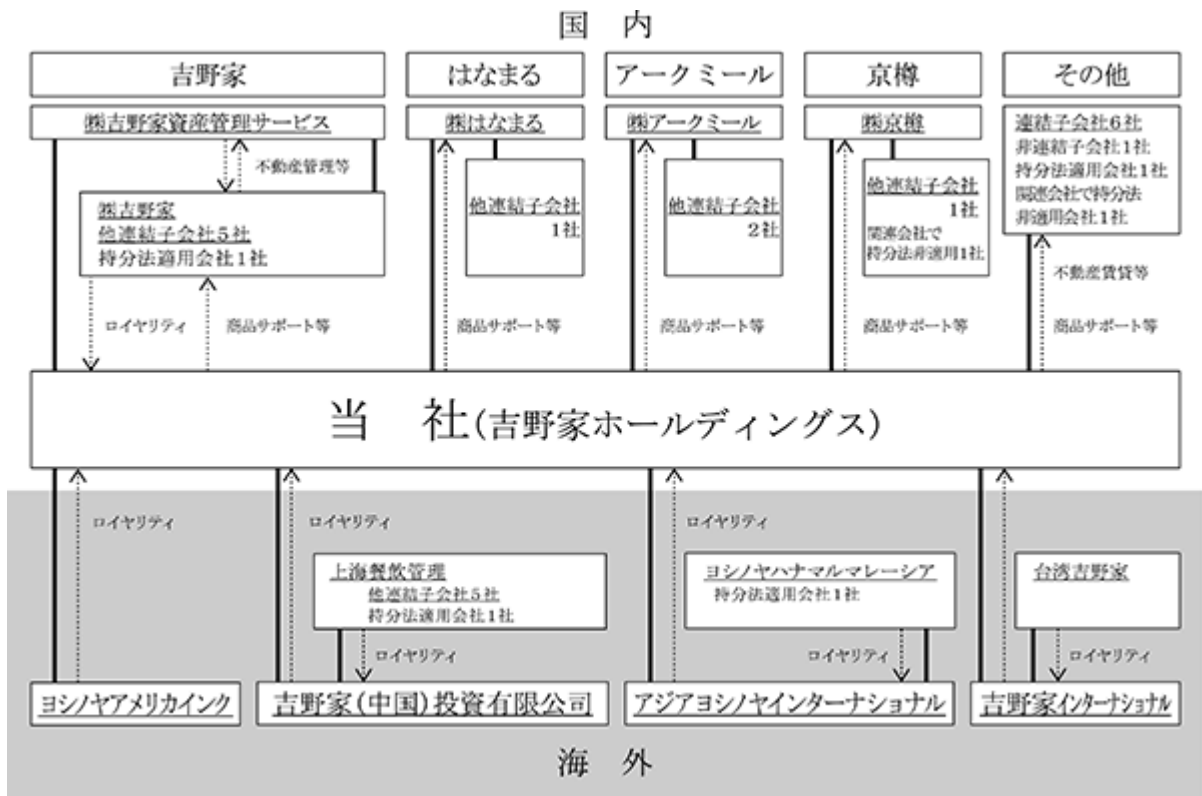 国 内
吉野家
はなまる
アークミール
京樽
その他
㈱吉野家資産管理サービス
㈱はなまる
㈱アークミール
㈱京樽
連結子会社6社
非連結子会社1社
持分法適用会社1社
関連会社で持分法
非適用会社1社
不動産管理等
㈱吉野家
他連結子会社5社
持分法適用会社1社
他連結子会社
1社
他連結子会社
2社
他連結子会社
1社
関連会社で
持分法非適用1社
不動産賃貸等
ロイヤリティ
商品サポート等
商品サポート等
商品サポート等
商品サポート等
商品サポート等
当 社(吉野家ホールディングス)
ロイヤリティ
ロイヤリティ
ロイヤリティ
ロイヤリティ
上海餐飲管理
他連結子会社5社
持分法適用会社1社
ヨシノヤハナマルマレーシア
持分法適用会社1社
台湾吉野家
ロイヤリティ
ロイヤリティ
ロイヤリティ
ヨシノヤアメリカインク
吉野家(中国)投資有限公司
アジアヨシノヤインターナショナル
吉野家インターナショナル
海 外